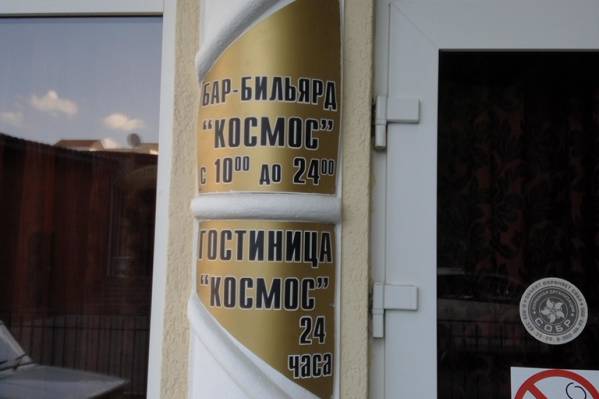 БАР-БИЛЬЯРД
"КОСМОС"
с 10⁰⁰ до 24⁰⁰
ГОСТИНИЦА
"КОСМОС"
24
часа
СОБР